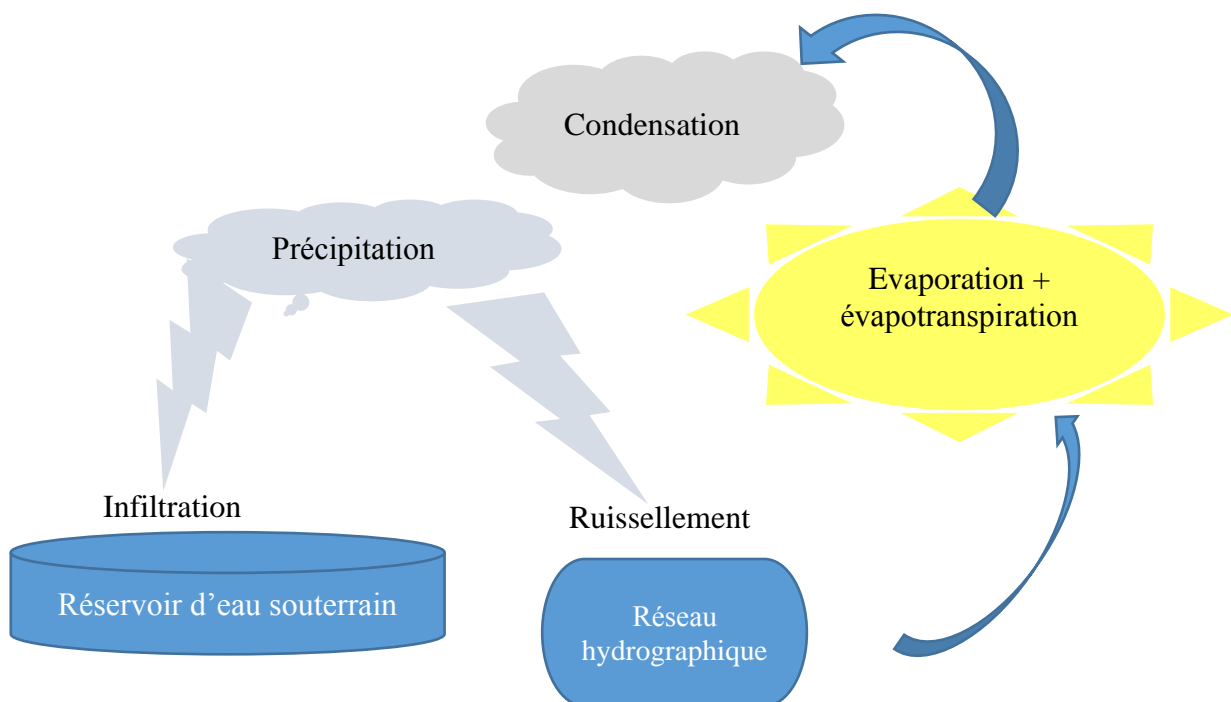 Condensation
Précipitation
Evaporation +
évapotranspiration
Infiltration
Ruissellement
Réservoir d’eau souterrain
Réseau
hydrographique